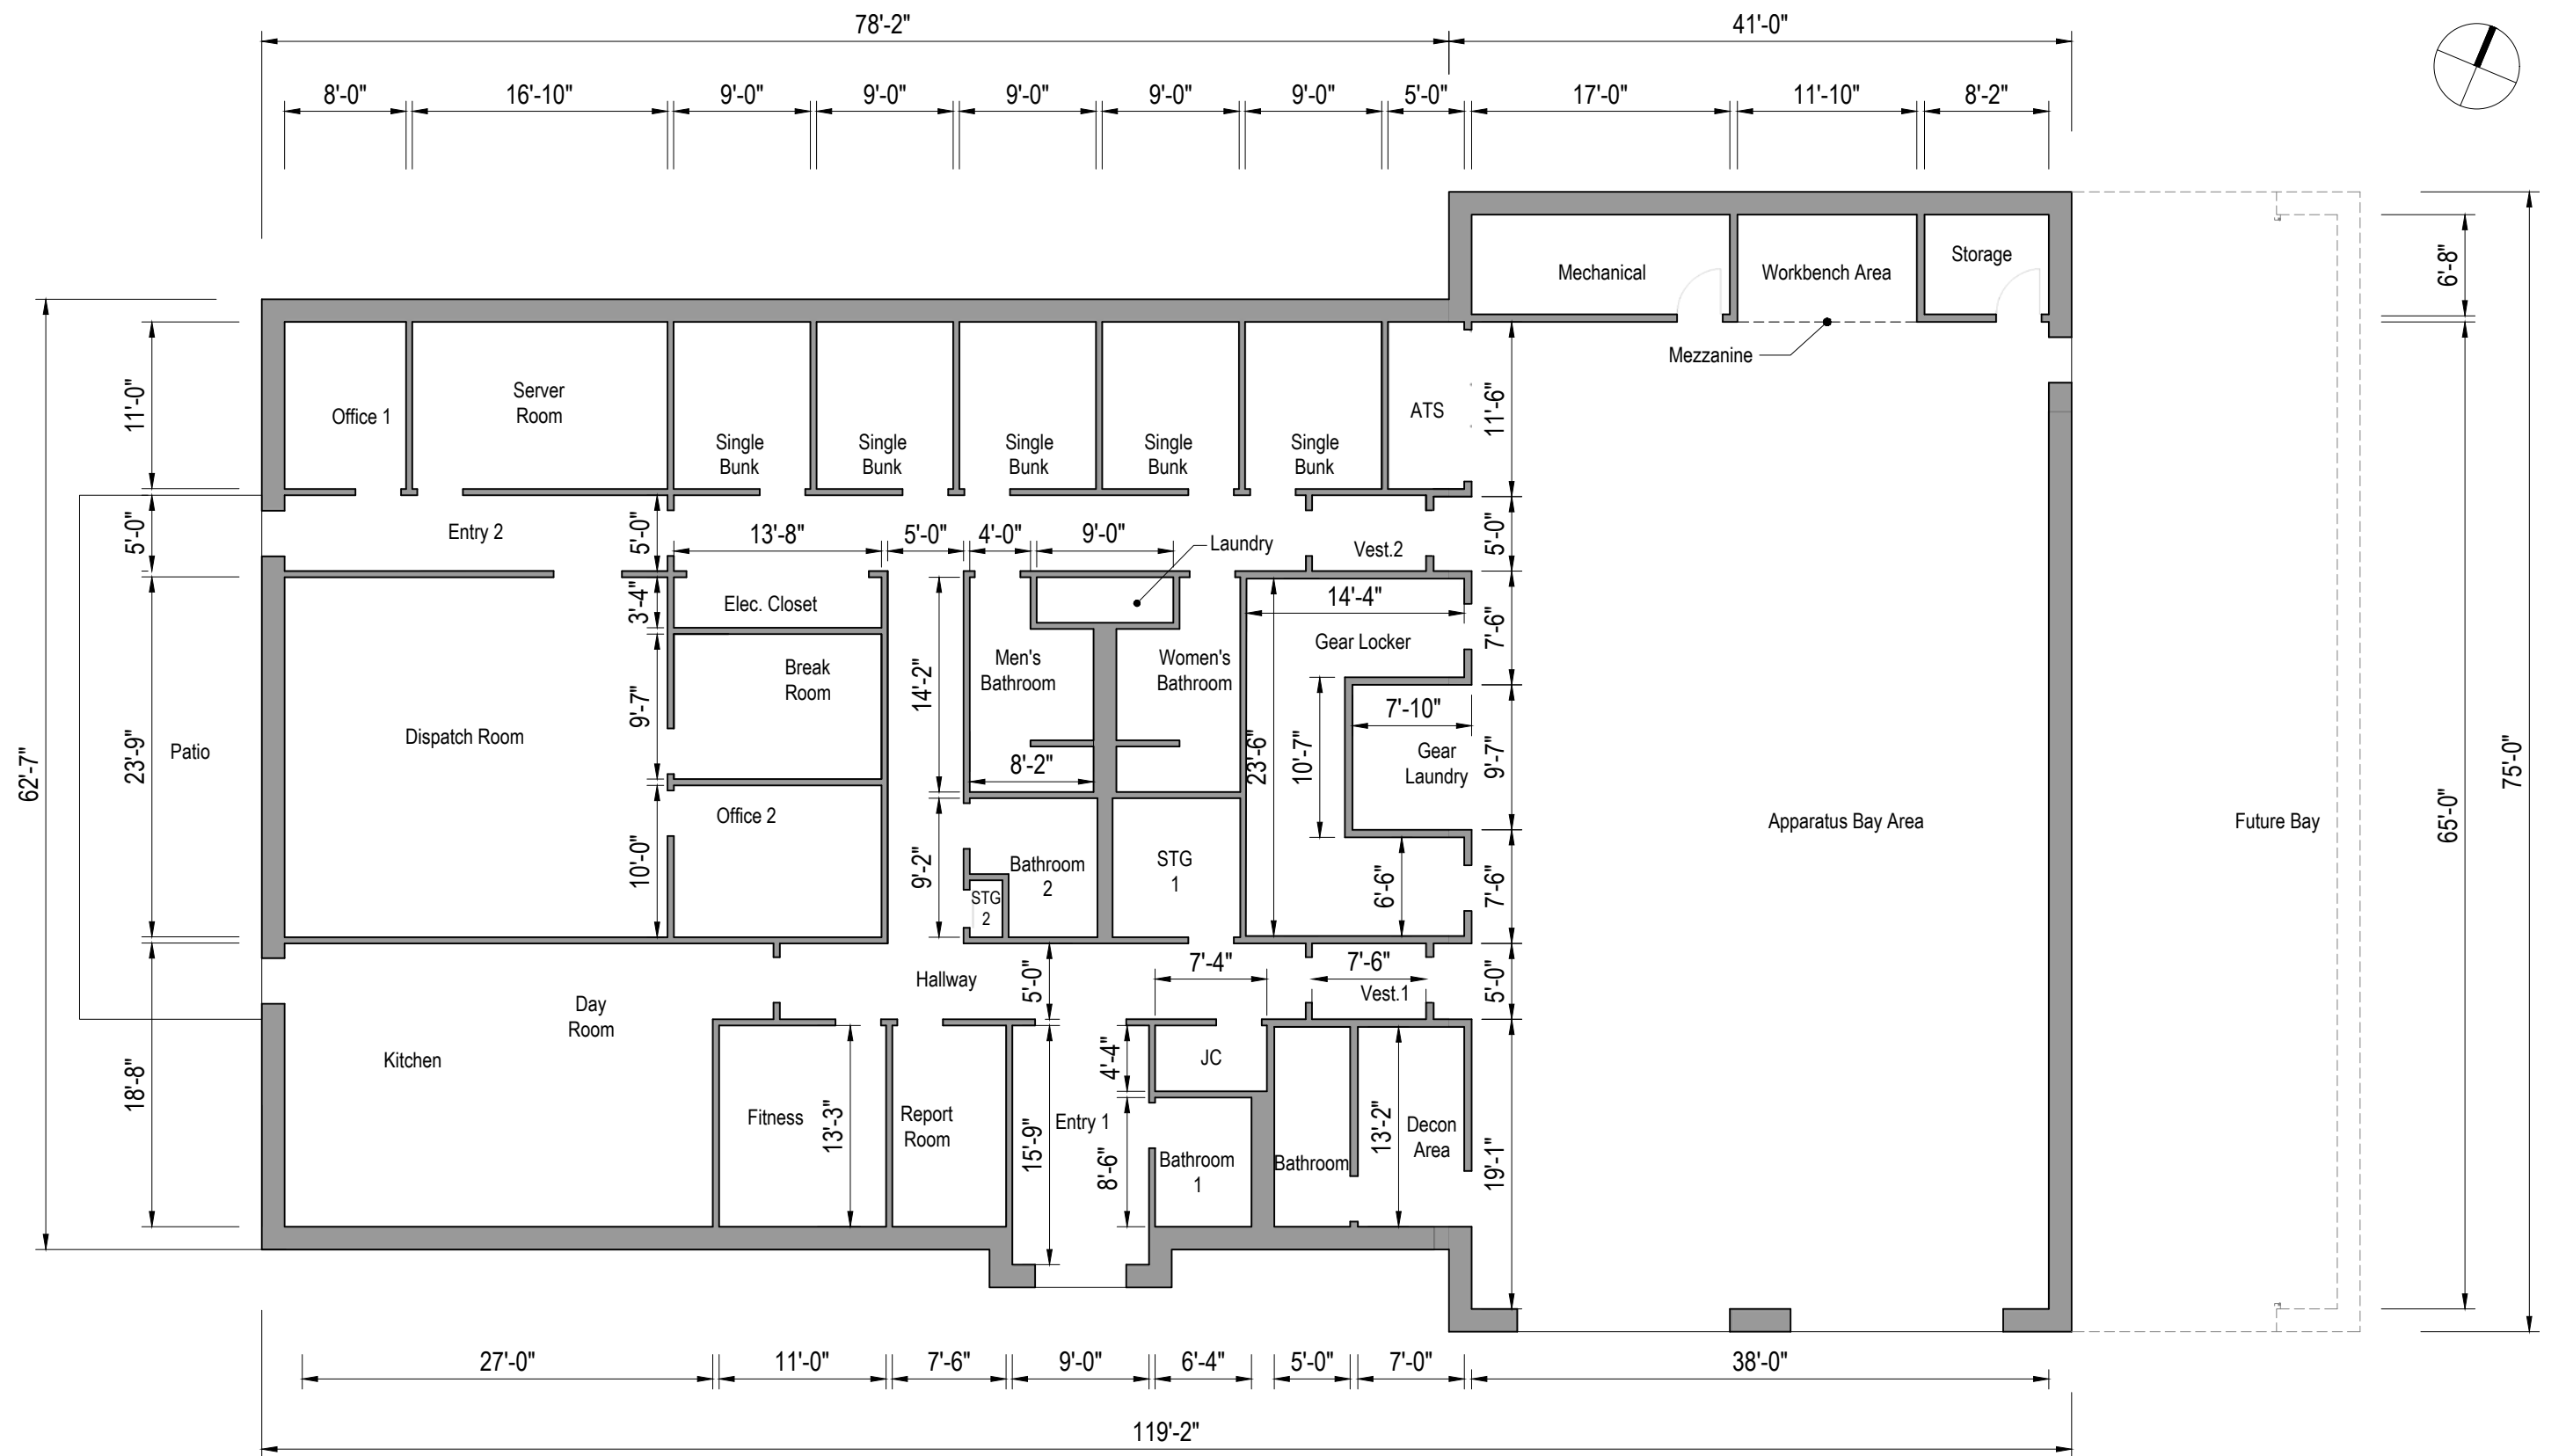 78'-2"
41'-0"
8'-0"
16'-10"
9'-0"
9'-0"
9'-0"
9'-0"
9'-0"
5'-0"
17'-0"
11'-10"
8'-2"
Mechanical
Workbench Area
Storage
6'-8"
Mezzanine
11'-0"
Office 1
Server
Room
Single
Bunk
Single
Bunk
Single
Bunk
Single
Bunk
Single
Bunk
ATS
11'-6"
5'-0"
Entry 2
5'-0"
13'-8"
5'-0"
4'-0"
9'-0"
Laundry
Vest.2
5'-0"
3'-4"
Elec. Closet
14'-4"
Gear Locker
7'-6"
Break
Room
9'-7"
14'-2"
Men's
Bathroom
Women's
Bathroom
62'-7"
Patio
23'-9"
Dispatch Room
8'-2"
23'-6"
10'-7"
7'-10"
Gear
Laundry
9'-7"
Apparatus Bay Area
Future Bay
65'-0"
75'-0"
Office 2
10'-0"
9'-2"
Bathroom
2
STG
2
STG
1
6'-6"
7'-6"
Hallway
5'-0"
7'-4"
7'-6"
Vest.1
5'-0"
18'-8"
Day
Room
Kitchen
Fitness
13'-3"
Report
Room
15'-9"
Entry 1
4'-4"
JC
8'-6"
Bathroom
1
Bathroom
13'-2"
Decon
Area
19'-1"
27'-0"
11'-0"
7'-6"
9'-0"
6'-4"
5'-0"
7'-0"
38'-0"
119'-2"